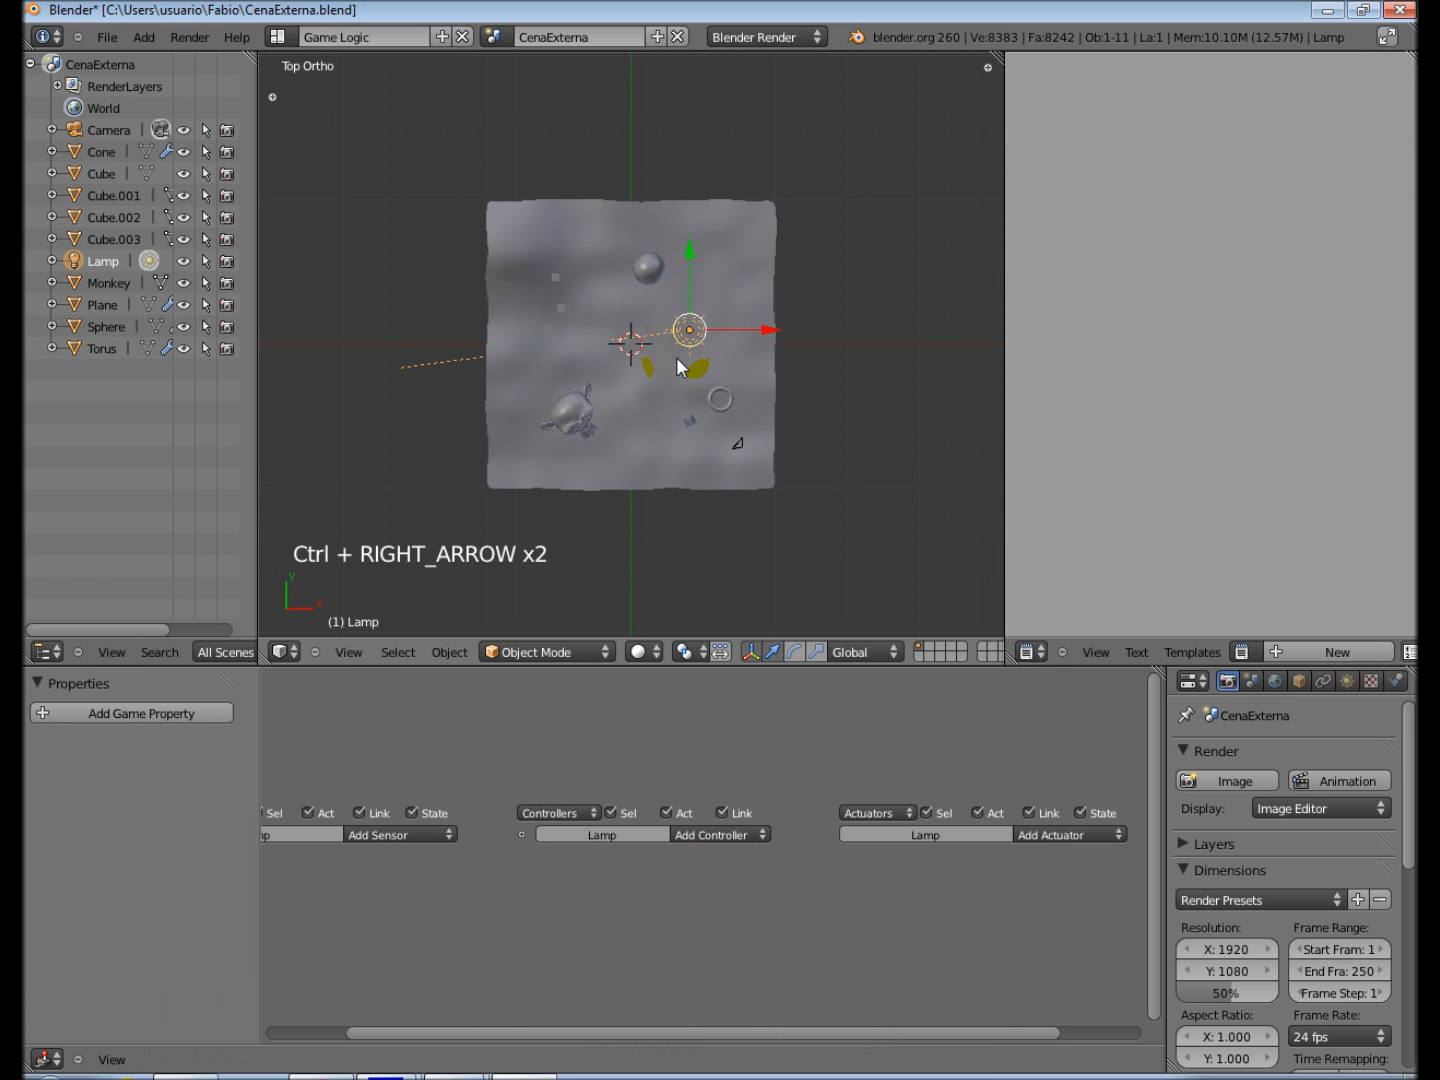 Blender* [C:\Users\usuario\Fabio\CenaExterna.blend]
File Add Render Help Game Logic CenaExterna Blender Render blender.org 260 | Ve:8383 | Fa:8242 | Ob:1-11 | La:1 | Mem:10.10M (12.57M) | Lamp
CenaExterna
RenderLayers
World
Camera
Cone
Cube
Cube.001
Cube.002
Cube.003
Lamp
Monkey
Plane
Sphere
Torus
Top Ortho
Ctrl + RIGHT_ARROW x2
y
x
(1) Lamp
View Search All Scenes
View Select Object Object Mode Global
View Text Templates New
Properties
Add Game Property
Sel Act Link State
Add Sensor
Controllers Sel Act Link
Lamp Add Controller
Actuators Sel Act Link State
Lamp Add Actuator
View
CenaExterna
Render
Image Animation
Display: Image Editor
Layers
Dimensions
Render Presets
Resolution: Frame Range:
X: 1920 Start Fram: 1
Y: 1080 End Fra: 250
50% Frame Step: 1
Aspect Ratio: Frame Rate:
X: 1.000 24 fps
Y: 1.000 Time Remapping: